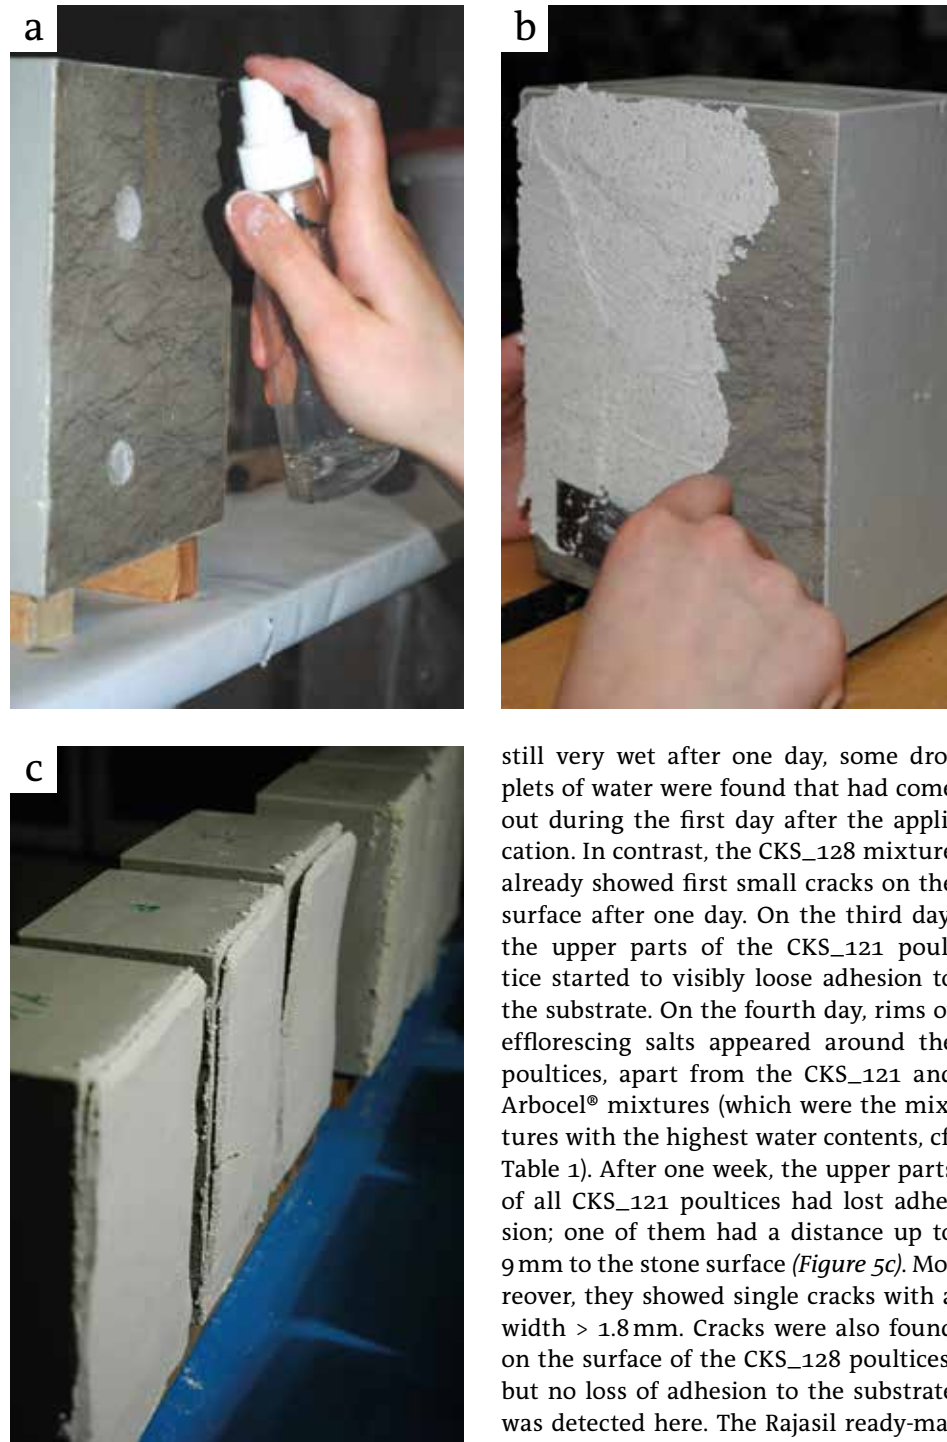 a
b
c
still very wet after one day, some dro
plets of water were found that had come
out during the first day after the appli
cation. In contrast, the CKS_128 mixture
already showed first small cracks on the
surface after one day. On the third day
the upper parts of the CKS_121 poul
tice started to visibly loose adhesion to
the substrate. On the fourth day, rims o
efflorescing salts appeared around the
poultices, apart from the CKS_121 and
Arbocel® mixtures (which were the mix
tures with the highest water contents, cf
Table 1). After one week, the upper parts
of all CKS_121 poultices had lost adhe
sion; one of them had a distance up to
9 mm to the stone surface (Figure 5c). Mo
reover, they showed single cracks with a
width > 1.8 mm. Cracks were also found
on the surface of the CKS_128 poultices
but no loss of adhesion to the substrate
was detected here. The Rajasil ready-ma